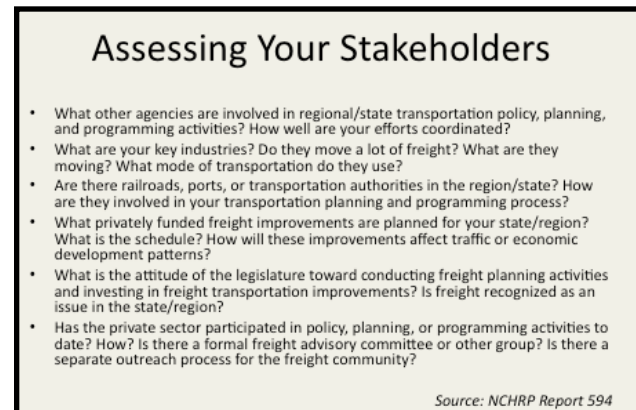 Assessing Your Stakeholders
• What other agencies are involved in regional/state transportation policy, planning,
and programming activities? How well are your efforts coordinated?
• What are your key industries? Do they move a lot of freight? What are they
moving? What mode of transportation do they use?
• Are there railroads, ports, or transportation authorities in the region/state? How
are they involved in your transportation planning and programming process?
• What privately funded freight improvements are planned for your state/region?
What is the schedule? How will these improvements affect traffic or economic
development patterns?
• What is the attitude of the legislature toward conducting freight planning activities
and investing in freight transportation improvements? Is freight recognized as an
issue in the state/region?
• Has the private sector participated in policy, planning, or programming activities to
date? How? Is there a formal freight advisory committee or other group? Is there a
separate outreach process for the freight community?
Source: NCHRP Report 594